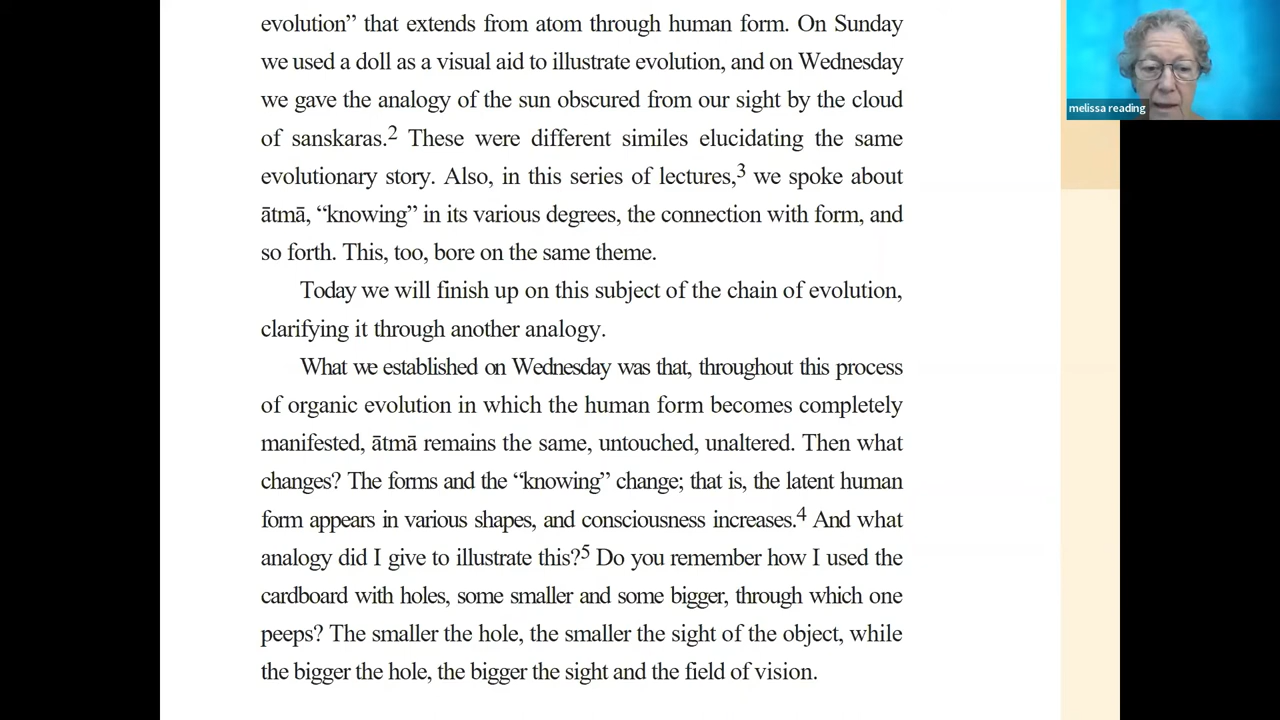 evolution” that extends from atom through human form. On Sunday
we used a doll as a visual aid to illustrate evolution, and on Wednesday
we gave the analogy of the sun obscured from our sight by the cloud
of sanskaras.2 These were different similes elucidating the same
evolutionary story. Also, in this series of lectures,3 we spoke about
ātmā, “knowing” in its various degrees, the connection with form, and
so forth. This, too, bore on the same theme.
Today we will finish up on this subject of the chain of evolution,
clarifying it through another analogy.
What we established on Wednesday was that, throughout this process
of organic evolution in which the human form becomes completely
manifested, ātmā remains the same, untouched, unaltered. Then what
changes? The forms and the “knowing” change; that is, the latent human
form appears in various shapes, and consciousness increases.4 And what
analogy did I give to illustrate this?5 Do you remember how I used the
cardboard with holes, some smaller and some bigger, through which one
peeps? The smaller the hole, the smaller the sight of the object, while
the bigger the hole, the bigger the sight and the field of vision.
melissa reading